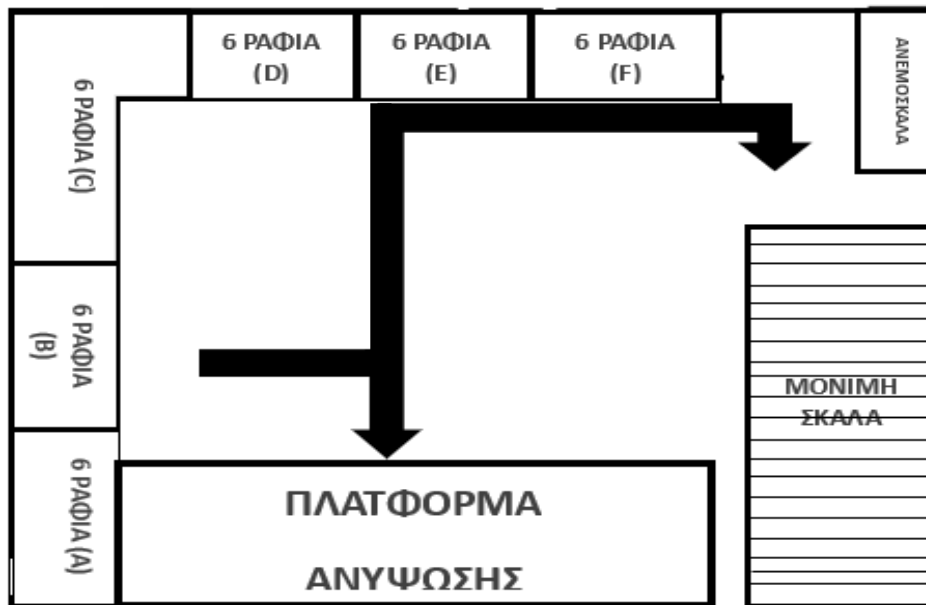 6 ΡΑΦΙΑ
(D)
6 ΡΑΦΙΑ
(E)
6 ΡΑΦΙΑ
(F)
ΑΝΕΜΟΣΚΑΛΑ
6 ΡΑΦΙΑ (C)
6 ΡΑΦΙΑ
(B)
6 ΡΑΦΙΑ (A)
ΜΟΝΙΜΗ
ΣΚΑΛΑ
ΠΛΑΤΦΟΡΜΑ
ΑΝΥΨΩΣΗΣ